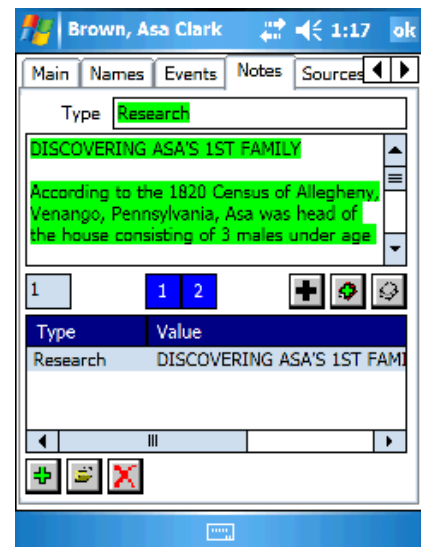 Brown, Asa Clark 1:17 ok
Main Names Events Notes Sources
Type Research
DISCOVERING ASA'S 1ST FAMILY
According to the 1820 Census of Allegheny,
Venango, Pennsylvania, Asa was head of
the house consisting of 3 males under age
1 1 2
Type Value
Research DISCOVERING ASA'S 1ST FAMI